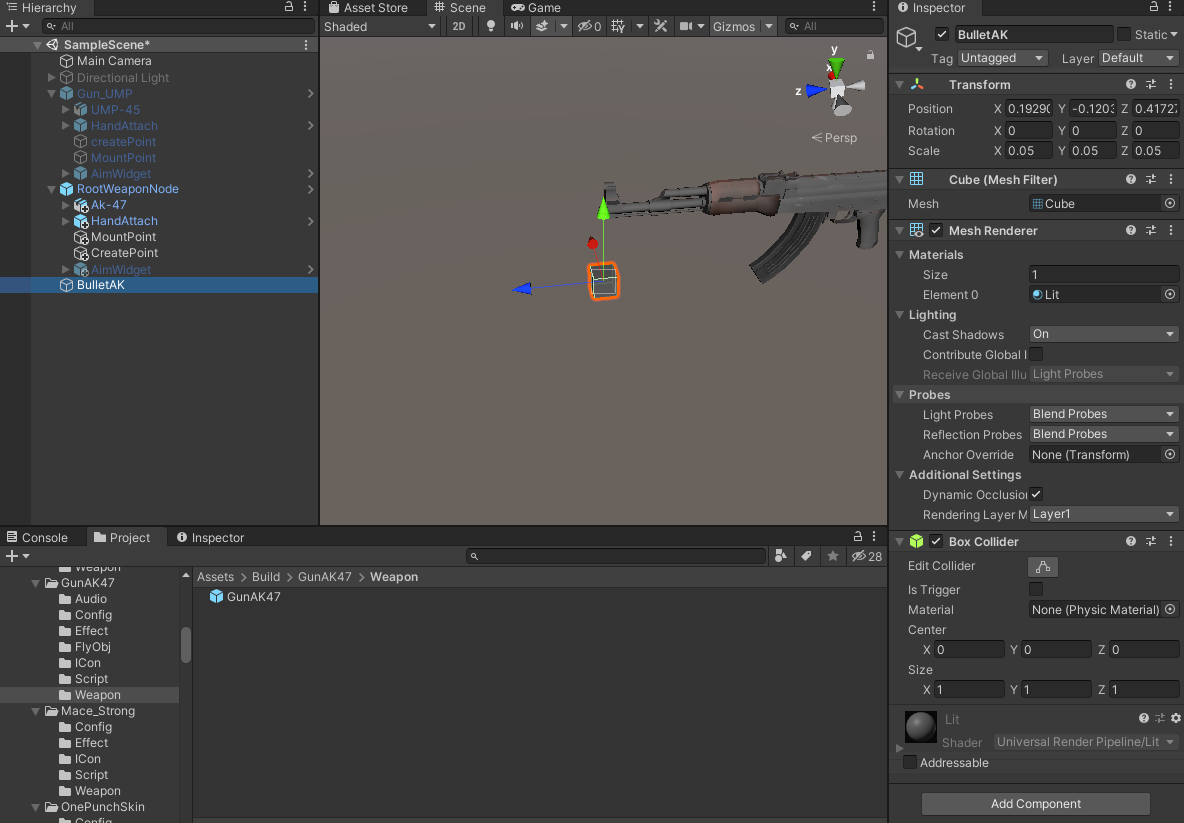 Hierarchy
All
SampleScene*
Main Camera
Directional Light
Gun_UMP
UMP-45
HandAttach
createPoint
MountPoint
AimWidget
RootWeaponNode
Ak-47
HandAttach
MountPoint
CreatePoint
AimWidget
BulletAK
Asset Store
Scene
Game
Shaded
2D
0
Gizmos
All
y
x
z
Persp
Console
Project
Inspector
28
Weapon
GunAK47
Audio
Config
Effect
FlyObj
ICon
Script
Weapon
Mace_Strong
Config
Effect
ICon
Script
Weapon
OnePunchSkin
Config
Assets > Build > GunAK47 > Weapon
GunAK47
Inspector
BulletAK
Static
Tag Untagged
Layer Default
Transform
Position X 0.1929 Y -0.120 Z 0.4172
Rotation X 0 Y 0 Z 0
Scale X 0.05 Y 0.05 Z 0.05
Cube (Mesh Filter)
Mesh Cube
Mesh Renderer
Materials
Size 1
Element 0 Lit
Lighting
Cast Shadows On
Contribute Global I
Receive Global Illu Light Probes
Probes
Light Probes Blend Probes
Reflection Probes Blend Probes
Anchor Override None (Transform)
Additional Settings
Dynamic Occlusion
Rendering Layer M Layer1
Box Collider
Edit Collider
Is Trigger
Material None (Physic Material)
Center
X 0 Y 0 Z 0
Size
X 1 Y 1 Z 1
Lit
Shader Universal Render Pipeline/Lit
Addressable
Add Component